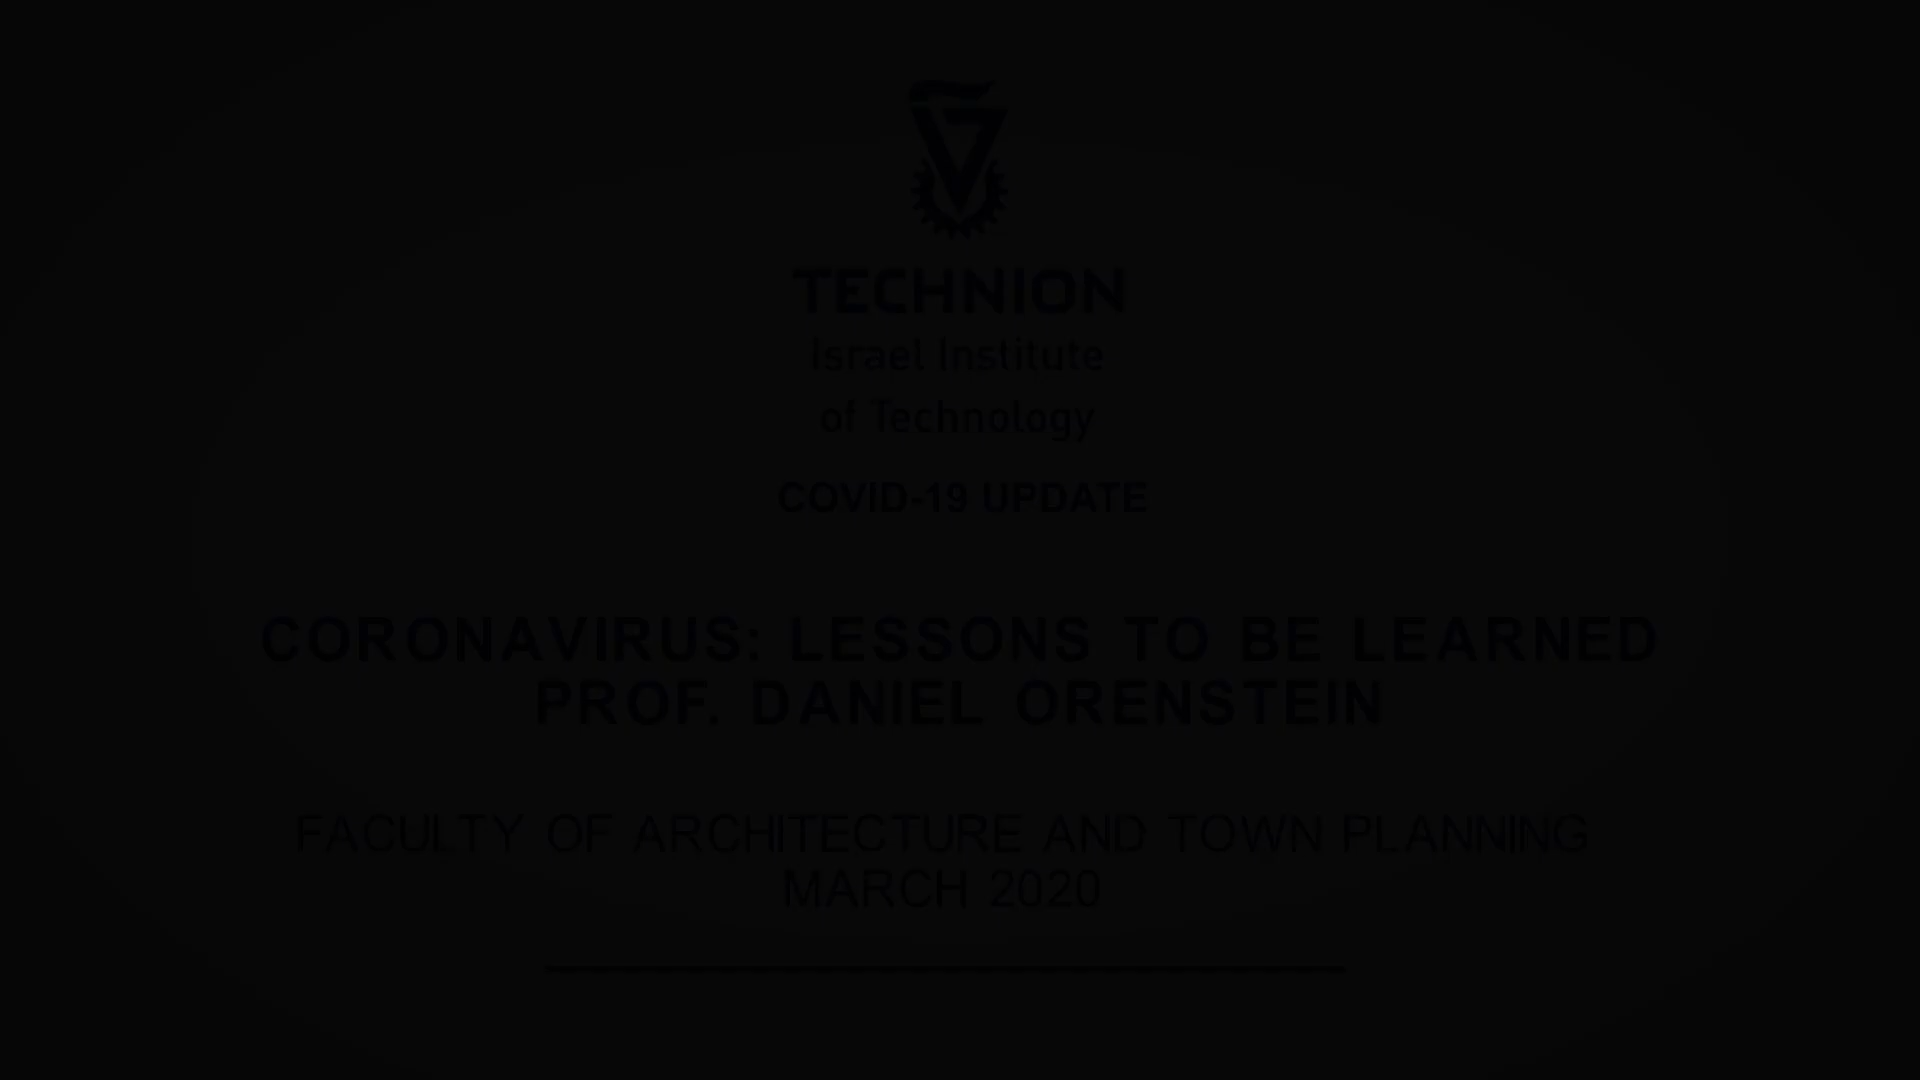 TECHNION
Israel Institute
of Technology
COVID-19 UPDATE
CORONAVIRUS: LESSONS TO BE LEARNED
PROF. DANIEL ORENSTEIN
FACULTY OF ARCHITECTURE AND TOWN PLANNING
MARCH 2020